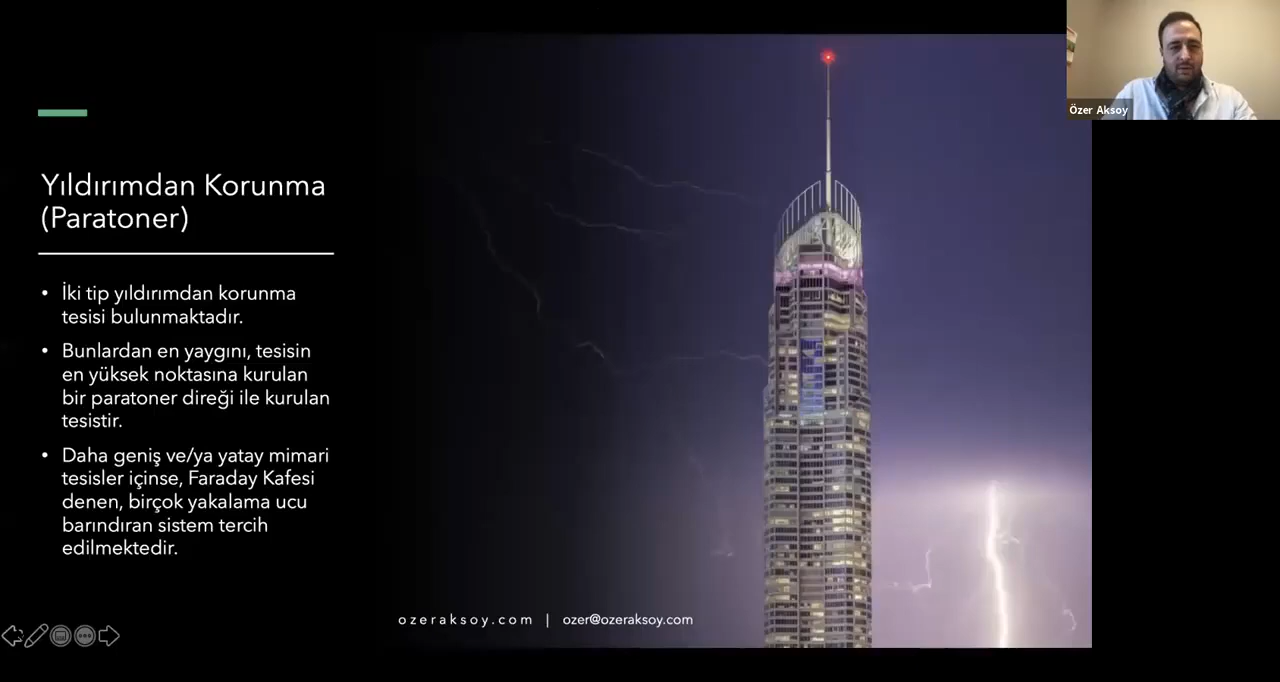 Özer Aksoy
Yıldırımdan Korunma
(Paratoner)
• İki tip yıldırımdan korunma
tesisi bulunmaktadır.
• Bunlardan en yaygını, tesisin
en yüksek noktasına kurulan
bir paratoner direği ile kurulan
tesistir.
• Daha geniş ve/ya yatay mimari
tesisler içinse, Faraday Kafesi
denen, birçok yakalama ucu
barındıran sistem tercih
edilmektedir.
ozeraksoy.com | ozer@ozeraksoy.com